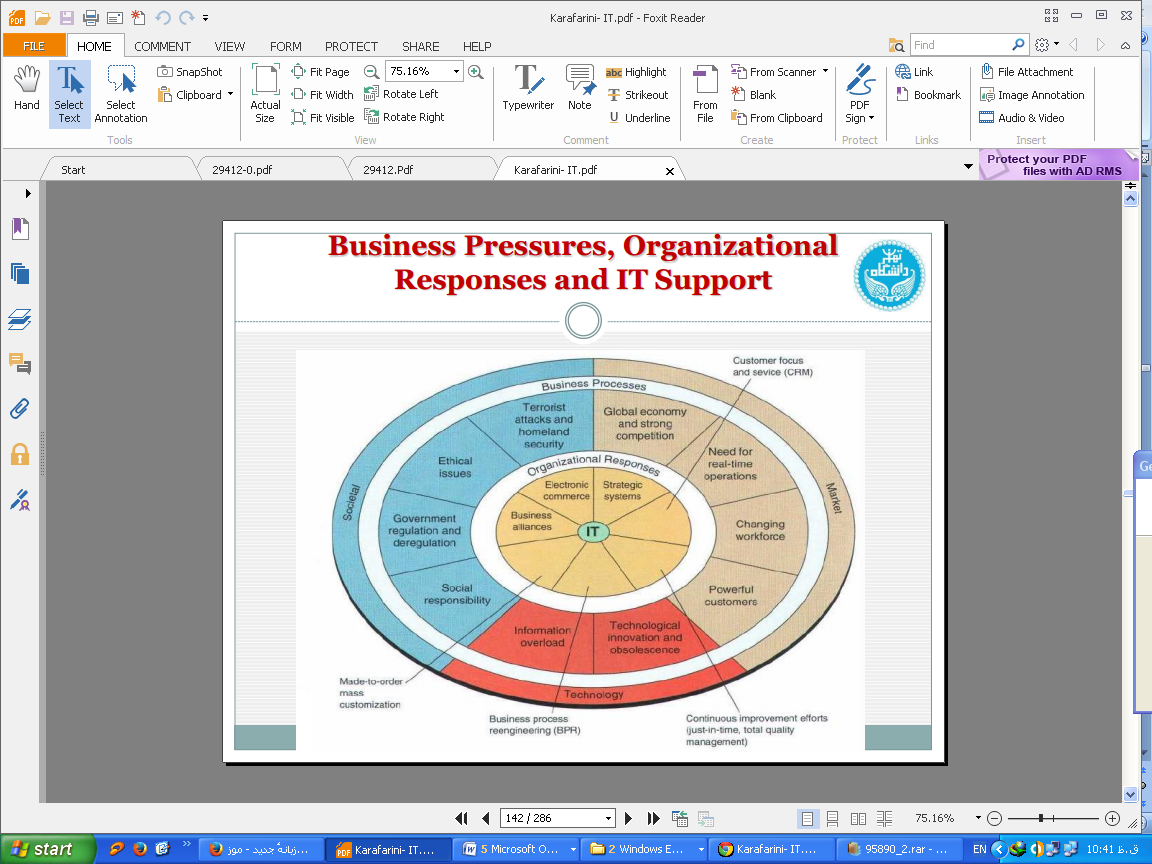 Karafarini- IT.pdf - Foxit Reader
FILE
HOME
COMMENT
VIEW
FORM
PROTECT
SHARE
HELP
Find
Hand
Select
Text
Select
Annotation
SnapShot
Clipboard
Tools
Actual
Size
Fit Page
Fit Width
Fit Visible
75.16%
Rotate Left
Rotate Right
View
Typewriter
Note
abc Highlight
Strikeout
Underline
Comment
From
File
From Scanner
Blank
From Clipboard
Create
PDF
Sign
Protect
Link
Bookmark
Links
File Attachment
Image Annotation
Audio & Video
Insert
Start
29412-0.pdf
29412.Pdf
Karafarini- IT.pdf
Protect your PDF
files with AD RMS
Business Pressures, Organizational
Responses and IT Support
Customer focus
and sevice (CRM)
Business Processes
Terrorist
attacks and
homeland
security
Global economy
and strong
competition
Organizational Responses
Ethical
issues
Need for
real-time
operations
Electronic
commerce
Strategic
systems
Societal
Market
Business
alliances
IT
Government
regulation and
deregulation
Changing
workforce
Social
responsibility
Powerful
customers
Information
overload
Technological
innovation and
obsolescence
Technology
Made-to-order
mass
customization
Business process
reengineering (BPR)
Continuous improvement efforts
(just-in-time, total quality
management)
142 / 286
75.16%
start
زبانهٔ جدید - موز...
Karafarini- IT....
5 Microsoft O...
2 Windows E...
Karafarini- IT....
95890_2.rar - ...
EN
10:41 ق.ظ